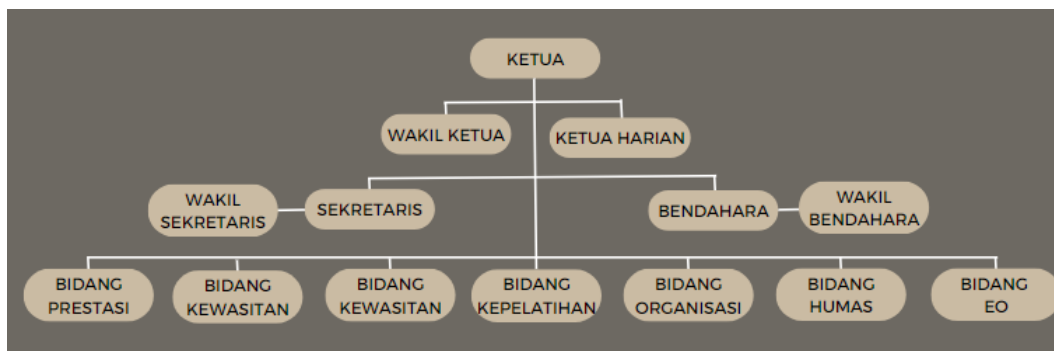 KETUA
WAKIL KETUA
KETUA HARIAN
WAKIL
SEKRETARIS
SEKRETARIS
BENDAHARA
WAKIL
BENDAHARA
BIDANG
PRESTASI
BIDANG
KEWASITAN
BIDANG
KEWASITAN
BIDANG
KEPELATIHAN
BIDANG
ORGANISASI
BIDANG
HUMAS
BIDANG
EO